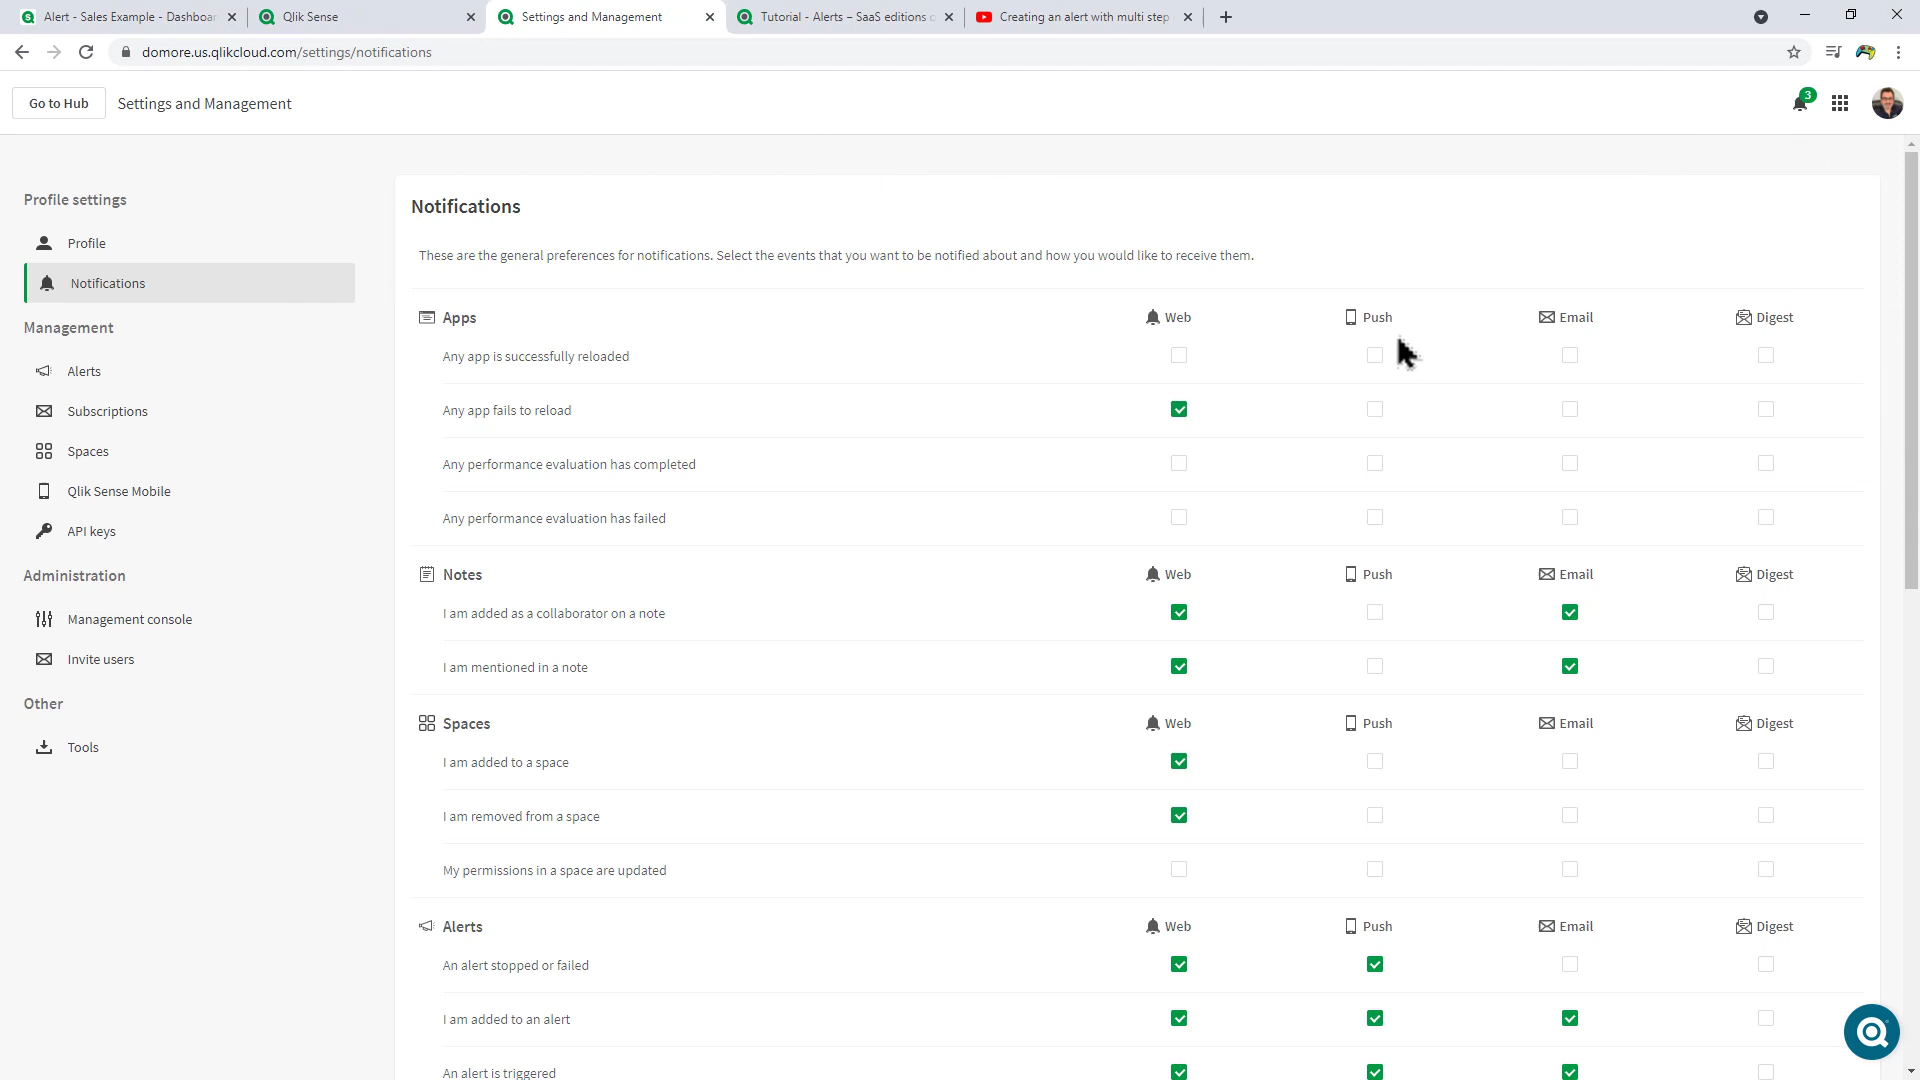 Alert - Sales Example - Dashboar
Qlik Sense
Settings and Management
Tutorial - Alerts – SaaS editions o
Creating an alert with multi step
domore.us.qlikcloud.com/settings/notifications
Go to Hub
Settings and Management
3
Profile settings
Profile
Notifications
Management
Alerts
Subscriptions
Spaces
Qlik Sense Mobile
API keys
Administration
Management console
Invite users
Other
Tools
Notifications
These are the general preferences for notifications. Select the events that you want to be notified about and how you would like to receive them.
Apps Web Push Email Digest
Any app is successfully reloaded
Any app fails to reload
Any performance evaluation has completed
Any performance evaluation has failed
Notes Web Push Email Digest
I am added as a collaborator on a note
I am mentioned in a note
Spaces Web Push Email Digest
I am added to a space
I am removed from a space
My permissions in a space are updated
Alerts Web Push Email Digest
An alert stopped or failed
I am added to an alert
An alert is triggered